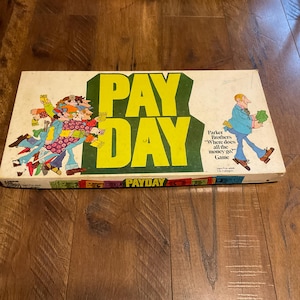 PAY
DAY
Parker
Brothers
"Where does
all the
money go"
Game
PAYDAY